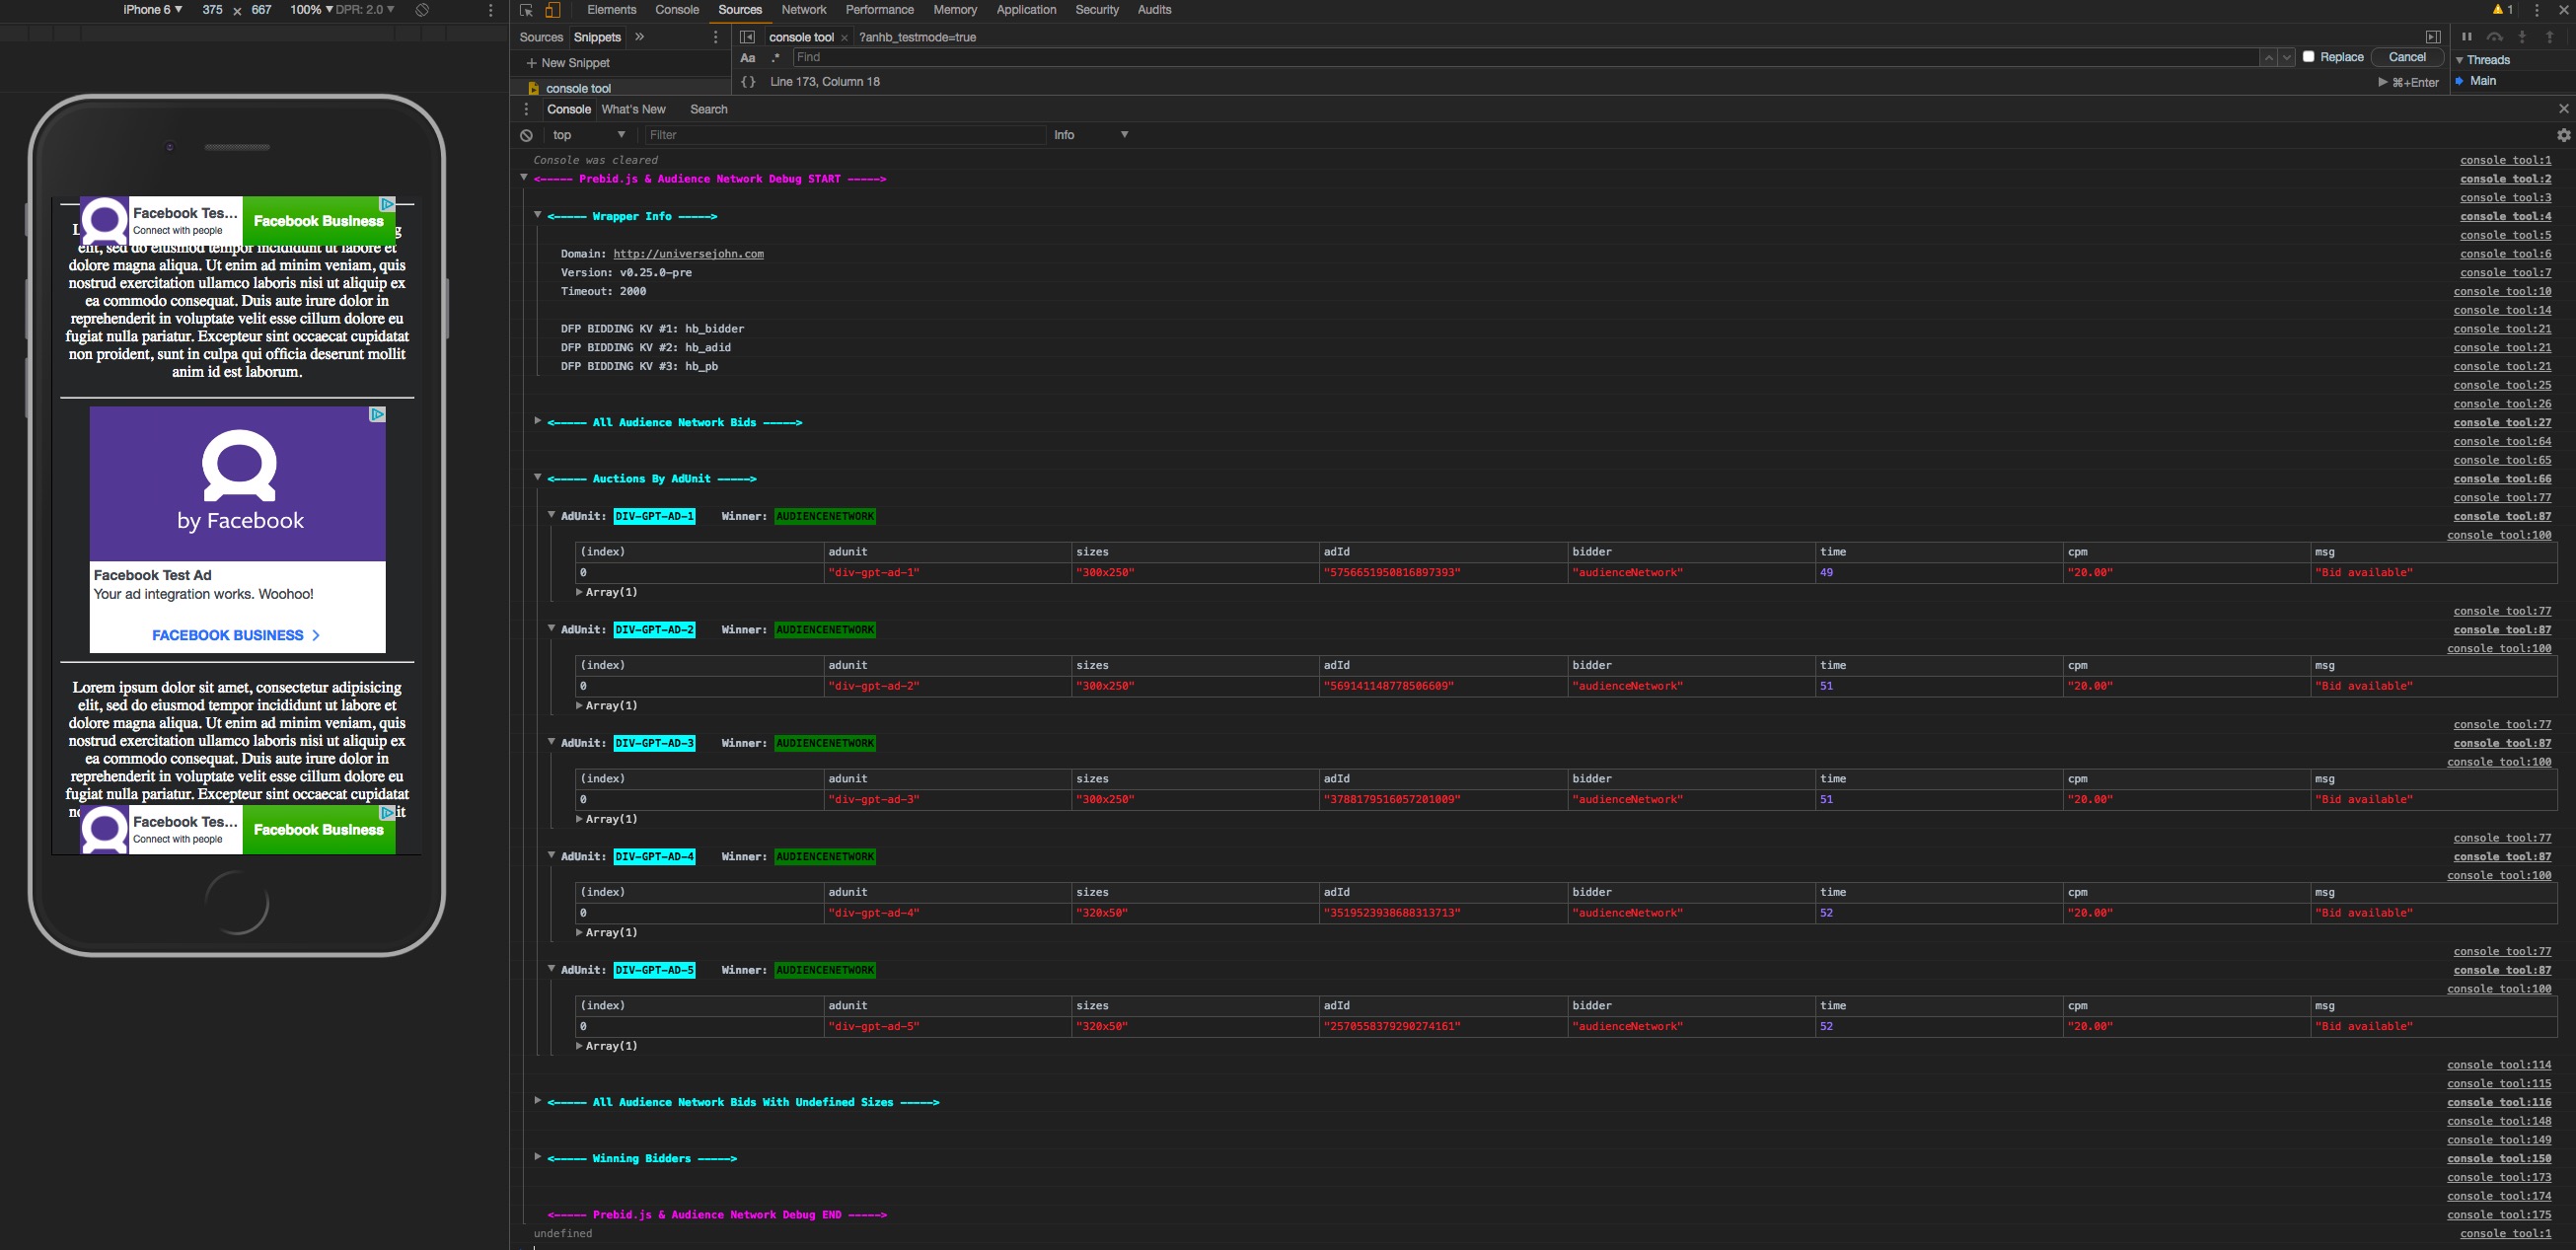 iPhone 6 ▼ 375 × 667 100% ▼ DPR: 2.0 ▼
Facebook Tes...
Connect with people
Facebook Business
L
g
elit, sed do eiusmod tempor incididunt ut labore et
dolore magna aliqua. Ut enim ad minim veniam, quis
nostrud exercitation ullamco laboris nisi ut aliquip ex
ea commodo consequat. Duis aute irure dolor in
reprehenderit in voluptate velit esse cillum dolore eu
fugiat nulla pariatur. Excepteur sint occaecat cupidatat
non proident, sunt in culpa qui officia deserunt mollit
anim id est laborum.
by Facebook
Facebook Test Ad
Your ad integration works. Woohoo!
FACEBOOK BUSINESS >
Lorem ipsum dolor sit amet, consectetur adipisicing
elit, sed do eiusmod tempor incididunt ut labore et
dolore magna aliqua. Ut enim ad minim veniam, quis
nostrud exercitation ullamco laboris nisi ut aliquip ex
ea commodo consequat. Duis aute irure dolor in
reprehenderit in voluptate velit esse cillum dolore eu
fugiat nulla pariatur. Excepteur sint occaecat cupidatat
no
it
Facebook Tes...
Connect with people
Facebook Business
Elements Console Sources Network Performance Memory Application Security Audits 1
Sources Snippets » console tool × ?anhb_testmode=true
+ New Snippet Aa .* Find Replace Cancel Threads
console tool {} Line 173, Column 18 ⌘+Enter Main
Console What's New Search
top ▼ Filter Info ▼
Console was cleared console tool:1
<----- Prebid.js & Audience Network Debug START -----> console tool:2
console tool:3
<----- Wrapper Info -----> console tool:4
console tool:5
Domain: http://universejohn.com console tool:6
Version: v0.25.0-pre console tool:7
Timeout: 2000 console tool:10
console tool:14
DFP BIDDING KV #1: hb_bidder console tool:21
DFP BIDDING KV #2: hb_adid console tool:21
DFP BIDDING KV #3: hb_pb console tool:21
console tool:25
console tool:26
<----- All Audience Network Bids -----> console tool:27
console tool:64
console tool:65
<----- Auctions By AdUnit -----> console tool:66
console tool:77
AdUnit: DIV-GPT-AD-1 Winner: AUDIENCENETWORK console tool:87
console tool:100
(index) adunit sizes adId bidder time cpm msg
0 "div-gpt-ad-1" "300x250" "5756651950816897393" "audienceNetwork" 49 "20.00" "Bid available"
Array(1)
console tool:77
AdUnit: DIV-GPT-AD-2 Winner: AUDIENCENETWORK console tool:87
console tool:100
(index) adunit sizes adId bidder time cpm msg
0 "div-gpt-ad-2" "300x250" "569141148778506609" "audienceNetwork" 51 "20.00" "Bid available"
Array(1)
console tool:77
AdUnit: DIV-GPT-AD-3 Winner: AUDIENCENETWORK console tool:87
console tool:100
(index) adunit sizes adId bidder time cpm msg
0 "div-gpt-ad-3" "300x250" "3788179516057201009" "audienceNetwork" 51 "20.00" "Bid available"
Array(1)
console tool:77
AdUnit: DIV-GPT-AD-4 Winner: AUDIENCENETWORK console tool:87
console tool:100
(index) adunit sizes adId bidder time cpm msg
0 "div-gpt-ad-4" "320x50" "3519523938688313713" "audienceNetwork" 52 "20.00" "Bid available"
Array(1)
console tool:77
AdUnit: DIV-GPT-AD-5 Winner: AUDIENCENETWORK console tool:87
console tool:100
(index) adunit sizes adId bidder time cpm msg
0 "div-gpt-ad-5" "320x50" "2570558379290274161" "audienceNetwork" 52 "20.00" "Bid available"
Array(1)
console tool:114
console tool:115
<----- All Audience Network Bids With Undefined Sizes -----> console tool:116
console tool:148
console tool:149
<----- Winning Bidders -----> console tool:150
console tool:173
console tool:174
<----- Prebid.js & Audience Network Debug END -----> console tool:175
undefined console tool:1